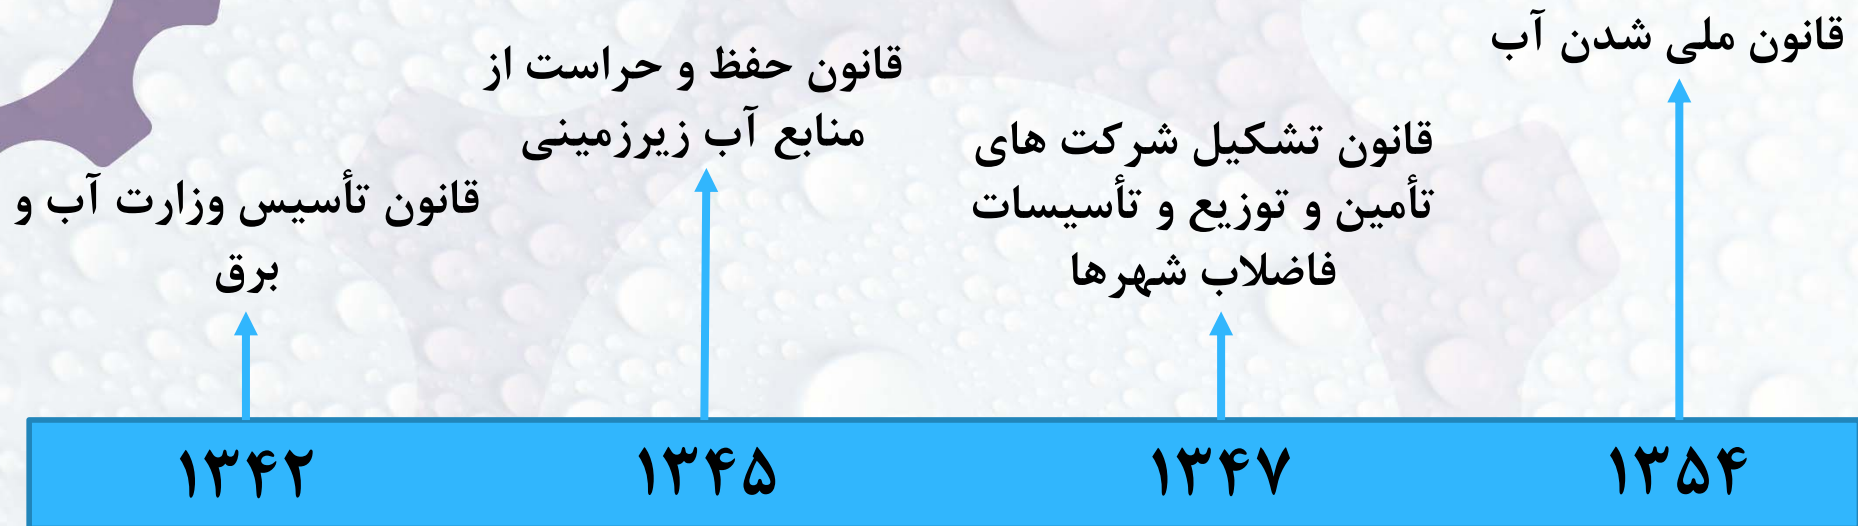 قانون تأسیس وزارت آب و
برق
قانون حفظ و حراست از
منابع آب زیرزمینی
قانون تشکیل شرکت های
تأمین و توزیع و تأسیسات
فاضلاب شهرها
قانون ملی شدن آب
۱۳۴۲
۱۳۴۵
۱۳۴۷
۱۳۵۴